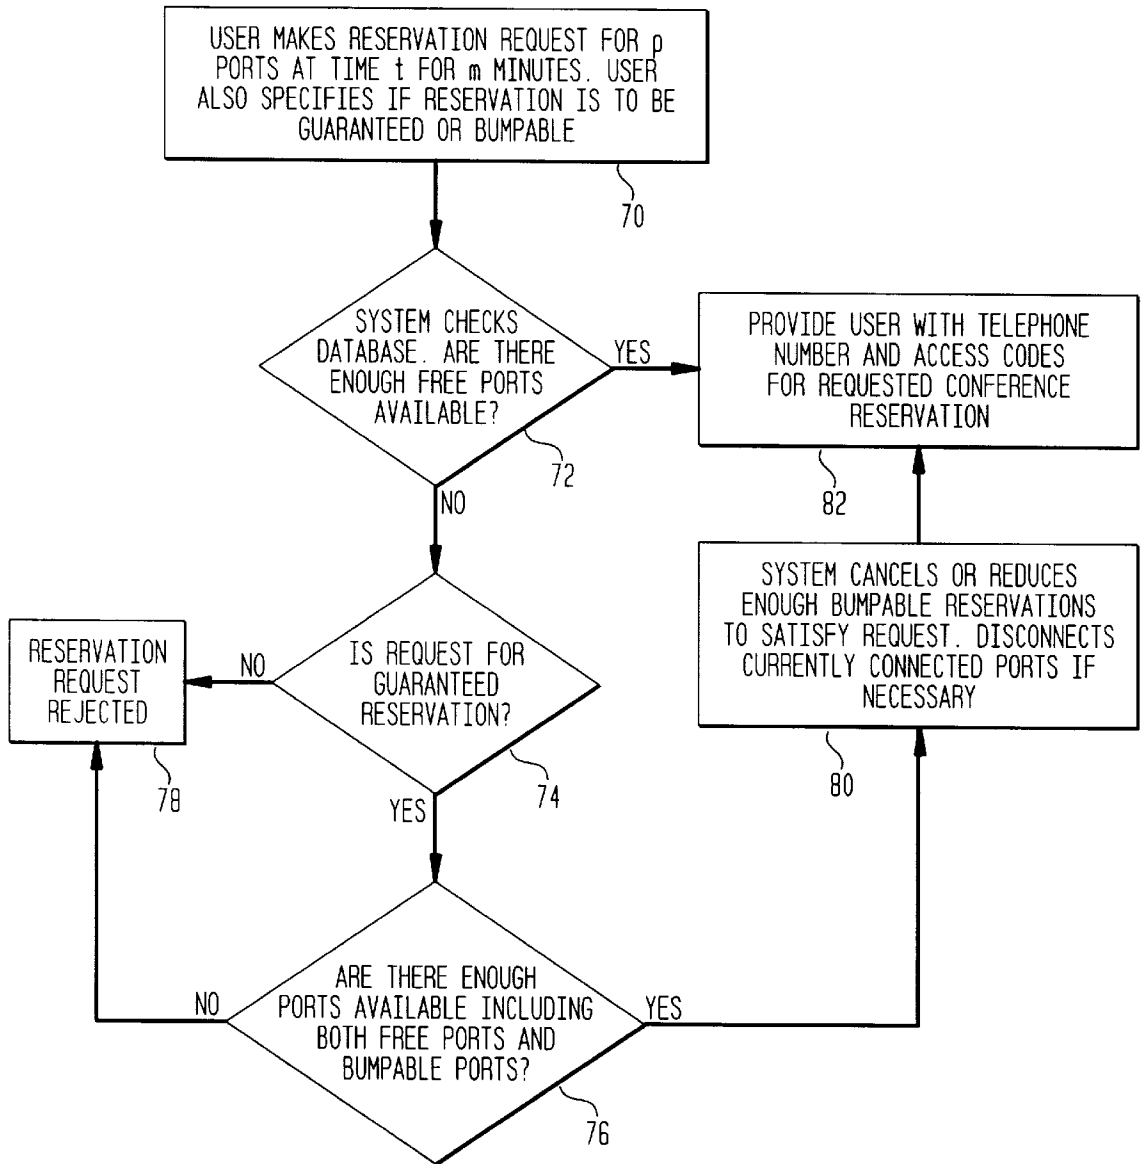 USER MAKES RESERVATION REQUEST FOR p
PORTS AT TIME t FOR m MINUTES. USER
ALSO SPECIFIES IF RESERVATION IS TO BE
GUARANTEED OR BUMPABLE
70
SYSTEM CHECKS
DATABASE. ARE THERE
ENOUGH FREE PORTS
AVAILABLE?
YES
72
NO
PROVIDE USER WITH TELEPHONE
NUMBER AND ACCESS CODES
FOR REQUESTED CONFERENCE
RESERVATION
82
SYSTEM CANCELS OR REDUCES
ENOUGH BUMPABLE RESERVATIONS
TO SATISFY REQUEST. DISCONNECTS
CURRENTLY CONNECTED PORTS IF
NECESSARY
80
IS REQUEST FOR
GUARANTEED
RESERVATION?
NO
74
YES
RESERVATION
REQUEST
REJECTED
78
ARE THERE ENOUGH
PORTS AVAILABLE INCLUDING
BOTH FREE PORTS AND
BUMPABLE PORTS?
NO
YES
76